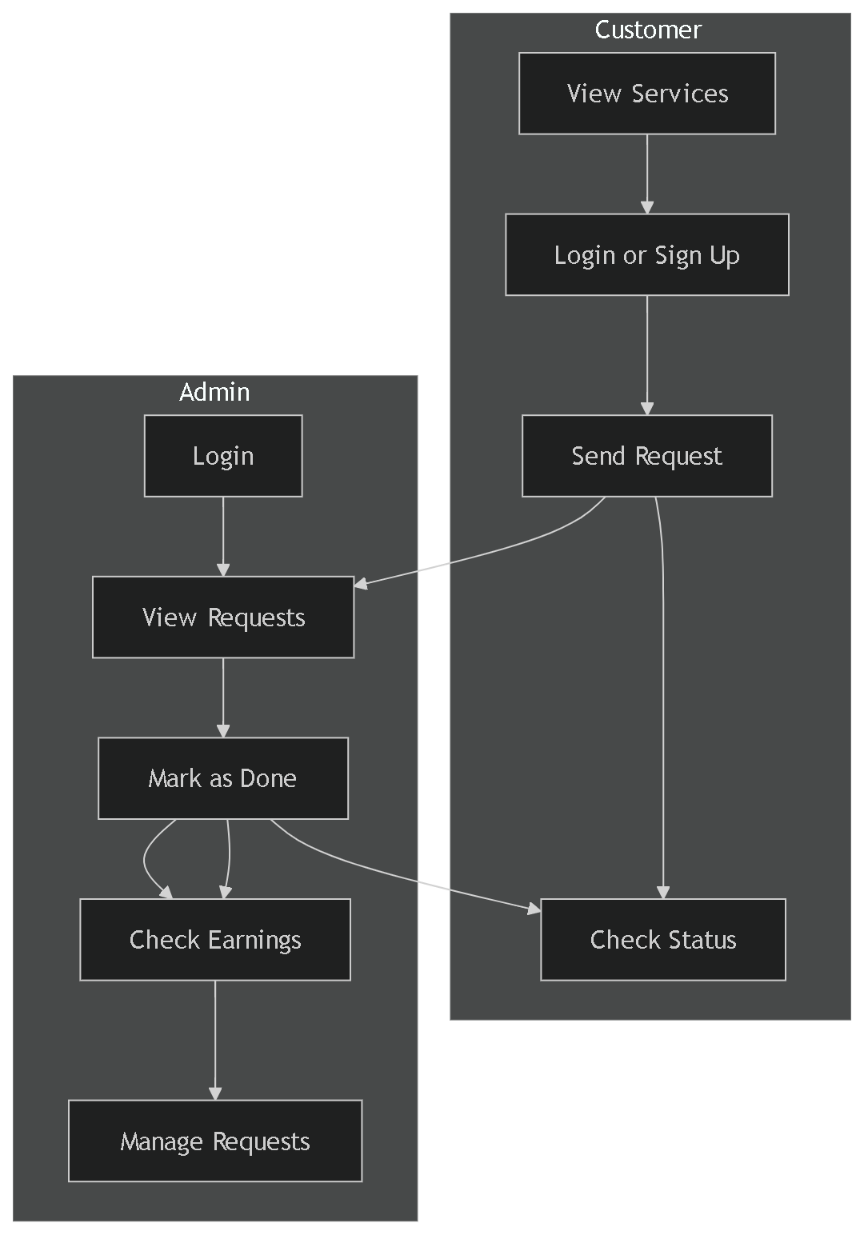 Customer
View Services
Login or Sign Up
Send Request
Check Status
Admin
Login
View Requests
Mark as Done
Check Earnings
Manage Requests